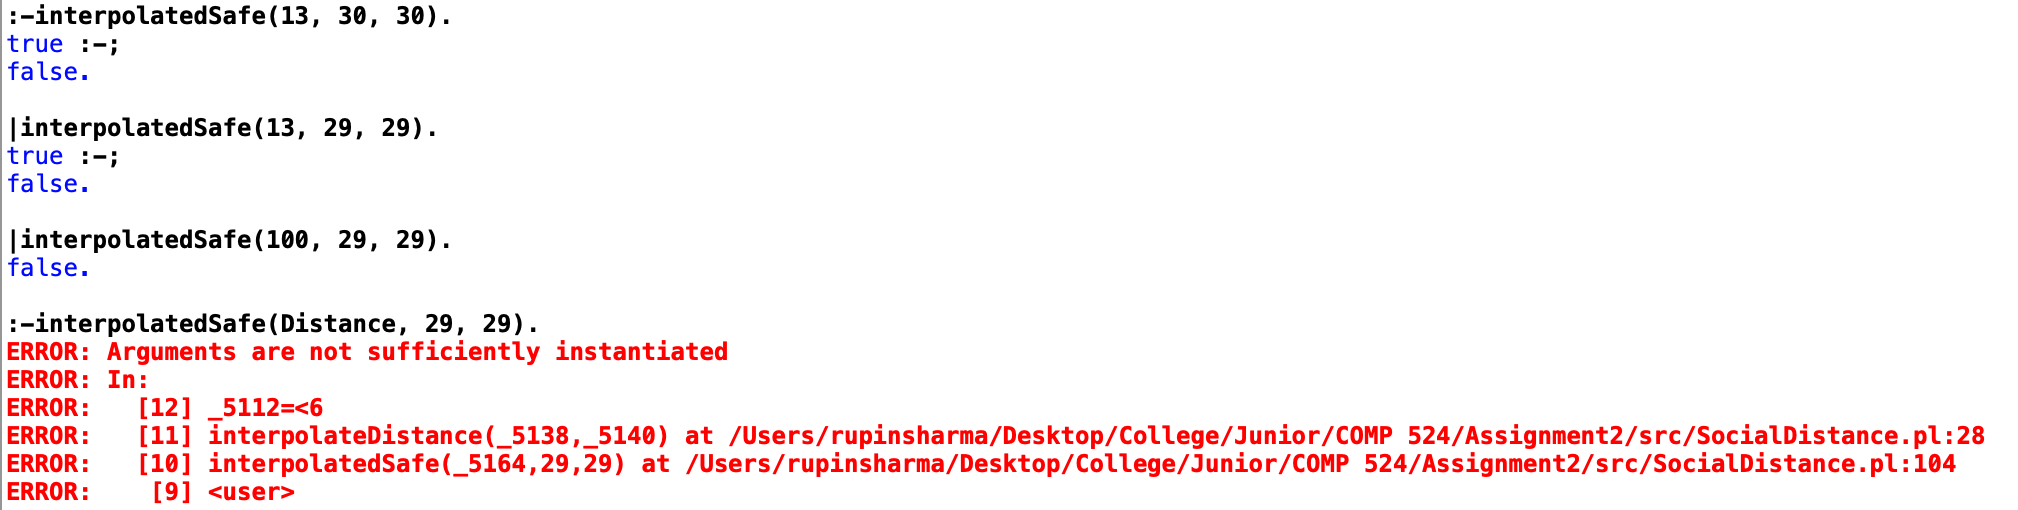 :-interpolatedSafe(13, 30, 30).
true :-;
false.
|interpolatedSafe(13, 29, 29).
true :-;
false.
|interpolatedSafe(100, 29, 29).
false.
:-interpolatedSafe(Distance, 29, 29).
ERROR: Arguments are not sufficiently instantiated
ERROR: In:
ERROR:   [12] _5112=<6
ERROR:   [11] interpolateDistance(_5138,_5140) at /Users/rupinsharma/Desktop/College/Junior/COMP 524/Assignment2/src/SocialDistance.pl:28
ERROR:   [10] interpolatedSafe(_5164,29,29) at /Users/rupinsharma/Desktop/College/Junior/COMP 524/Assignment2/src/SocialDistance.pl:104
ERROR:    [9] <user>